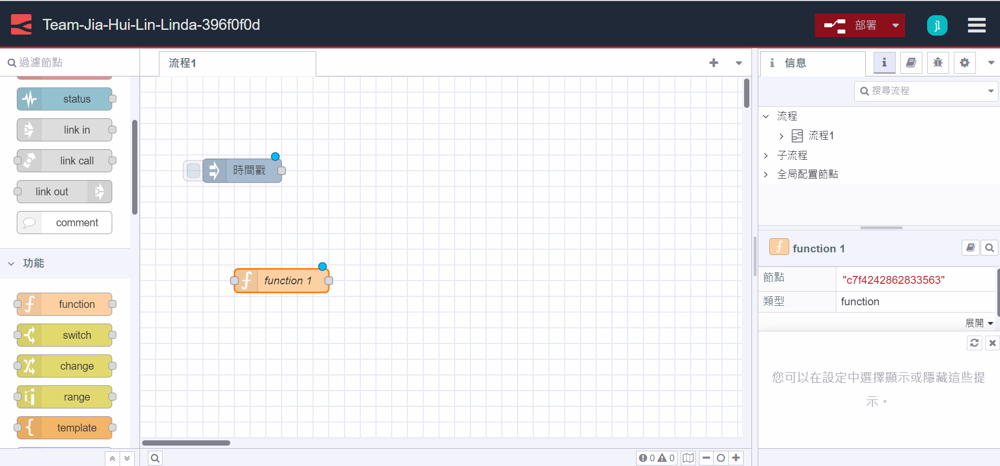 Team-Jia-Hui-Lin-Linda-396f0f0d
部署
jl
過濾節點
流程1
信息
status
link in
link call
link out
comment
功能
function
switch
change
range
template
時間戳
function 1
搜尋流程
流程
流程1
子流程
全局配置節點
function 1
節點
"c7f4242862833563"
類型
function
展開
您可以在設定中選擇顯示或隱藏這些提
示。
0
0